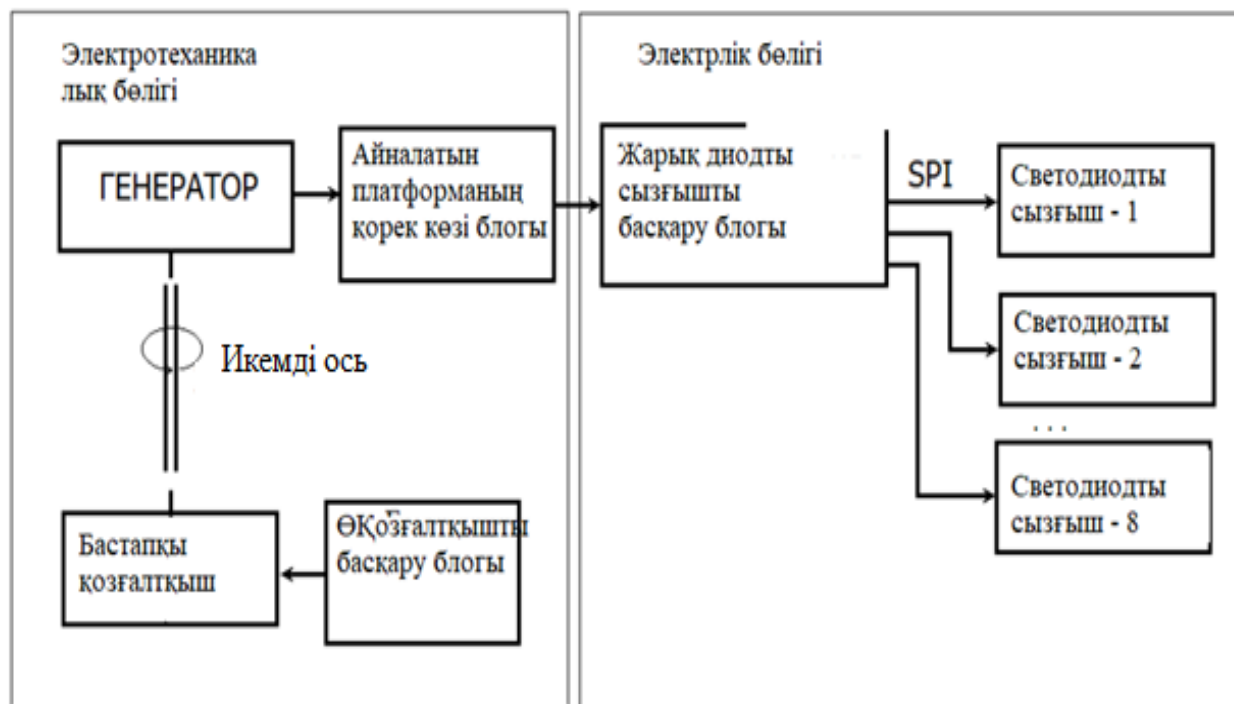 Электротеханика
лық бөлігі
ГЕНЕРАТОР
Айналатын
платформаның
қорек көзі блогы
Икемді ось
Бастапқы
қозғалтқыш
ӨҚозғалтқышты
басқару блогы
Электрлік бөлігі
Жарық диодты
сызғышты
басқару блогы
SPI
Светодиодты
сызғыш - 1
Светодиодты
сызғыш - 2
. . .
Светодиодты
сызғыш - 8